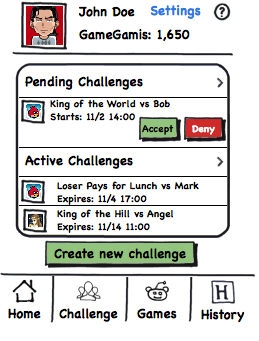 John Doe Settings ?
GameGamis: 1,650
Pending Challenges >
King of the World vs Bob
Starts: 11/2 14:00
Accept Deny
Active Challenges >
Loser Pays for Lunch vs Mark
Expires: 11/4 17:00
King of the Hill vs Angel
Expires: 11/14 11:00
Create new challenge
H
Home Challenge Games History